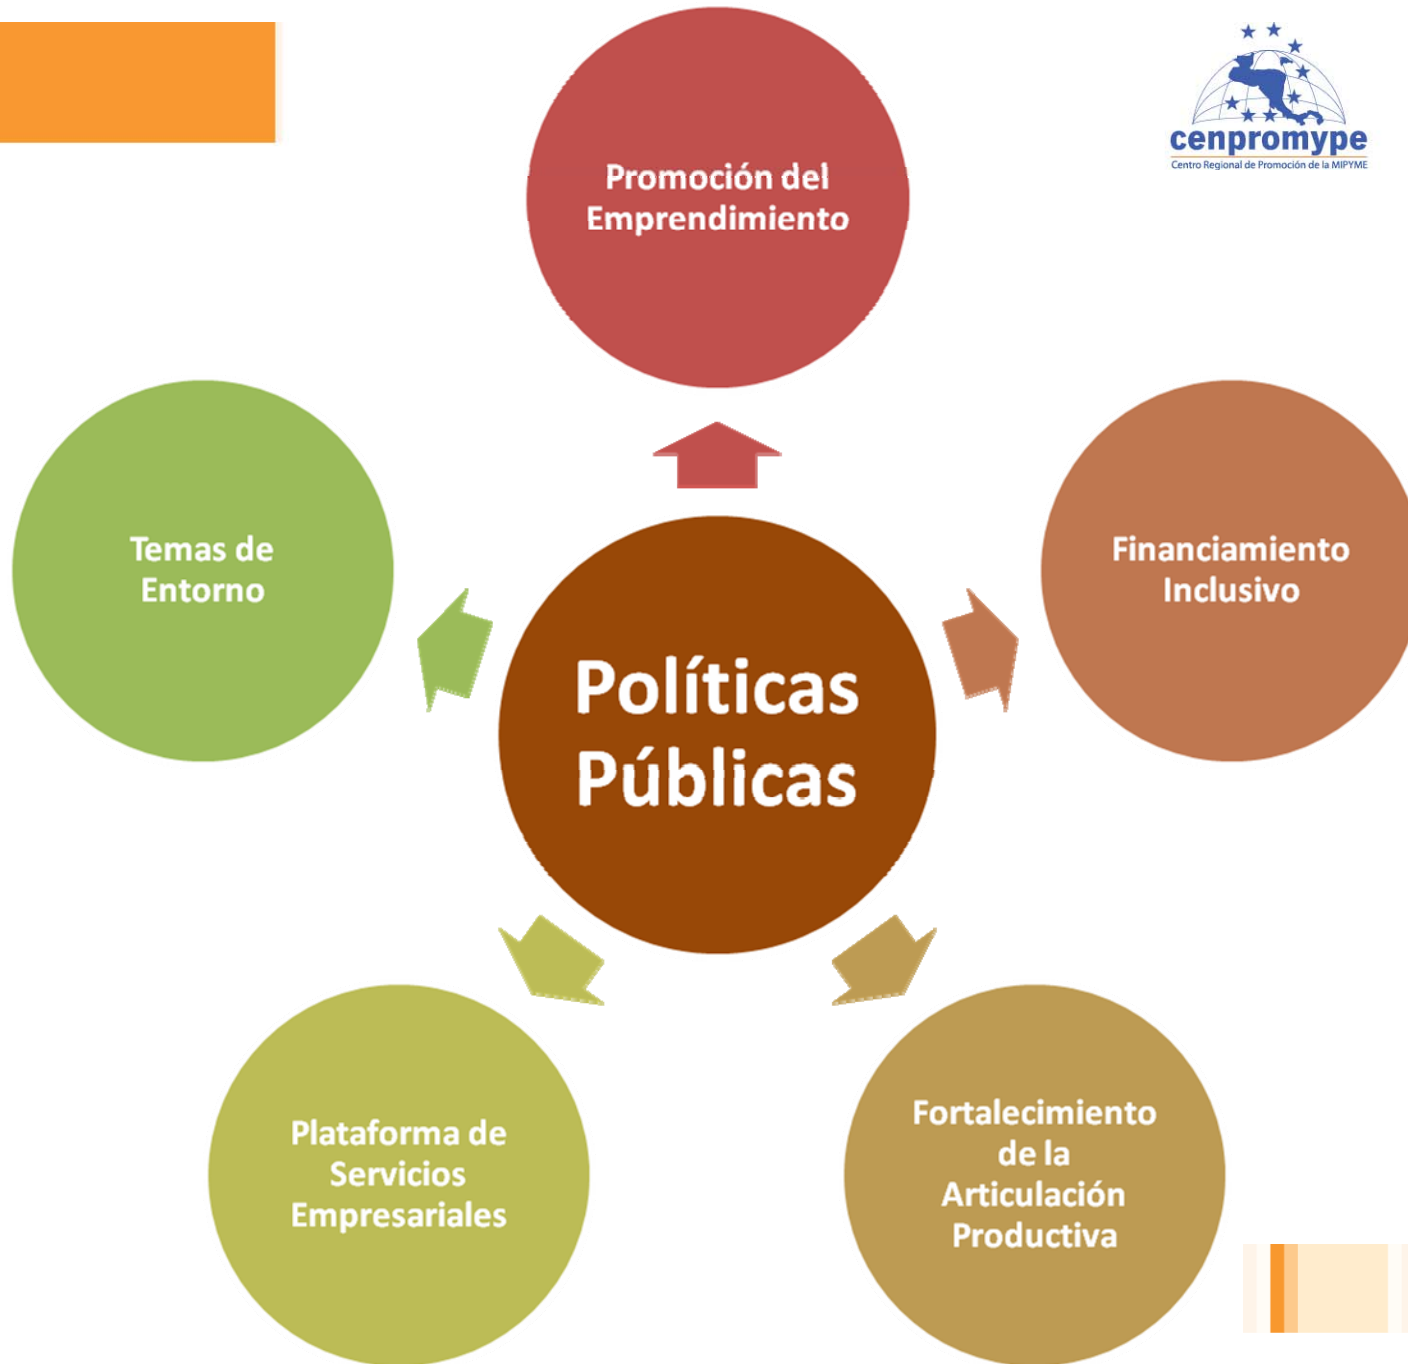 cenpromype
Centro Regional de Promoción de la MIPYME
Promoción del
Emprendimiento
Temas de
Entorno
Financiamiento
Inclusivo
Políticas
Públicas
Plataforma de
Servicios
Empresariales
Fortalecimiento
de la
Articulación
Productiva